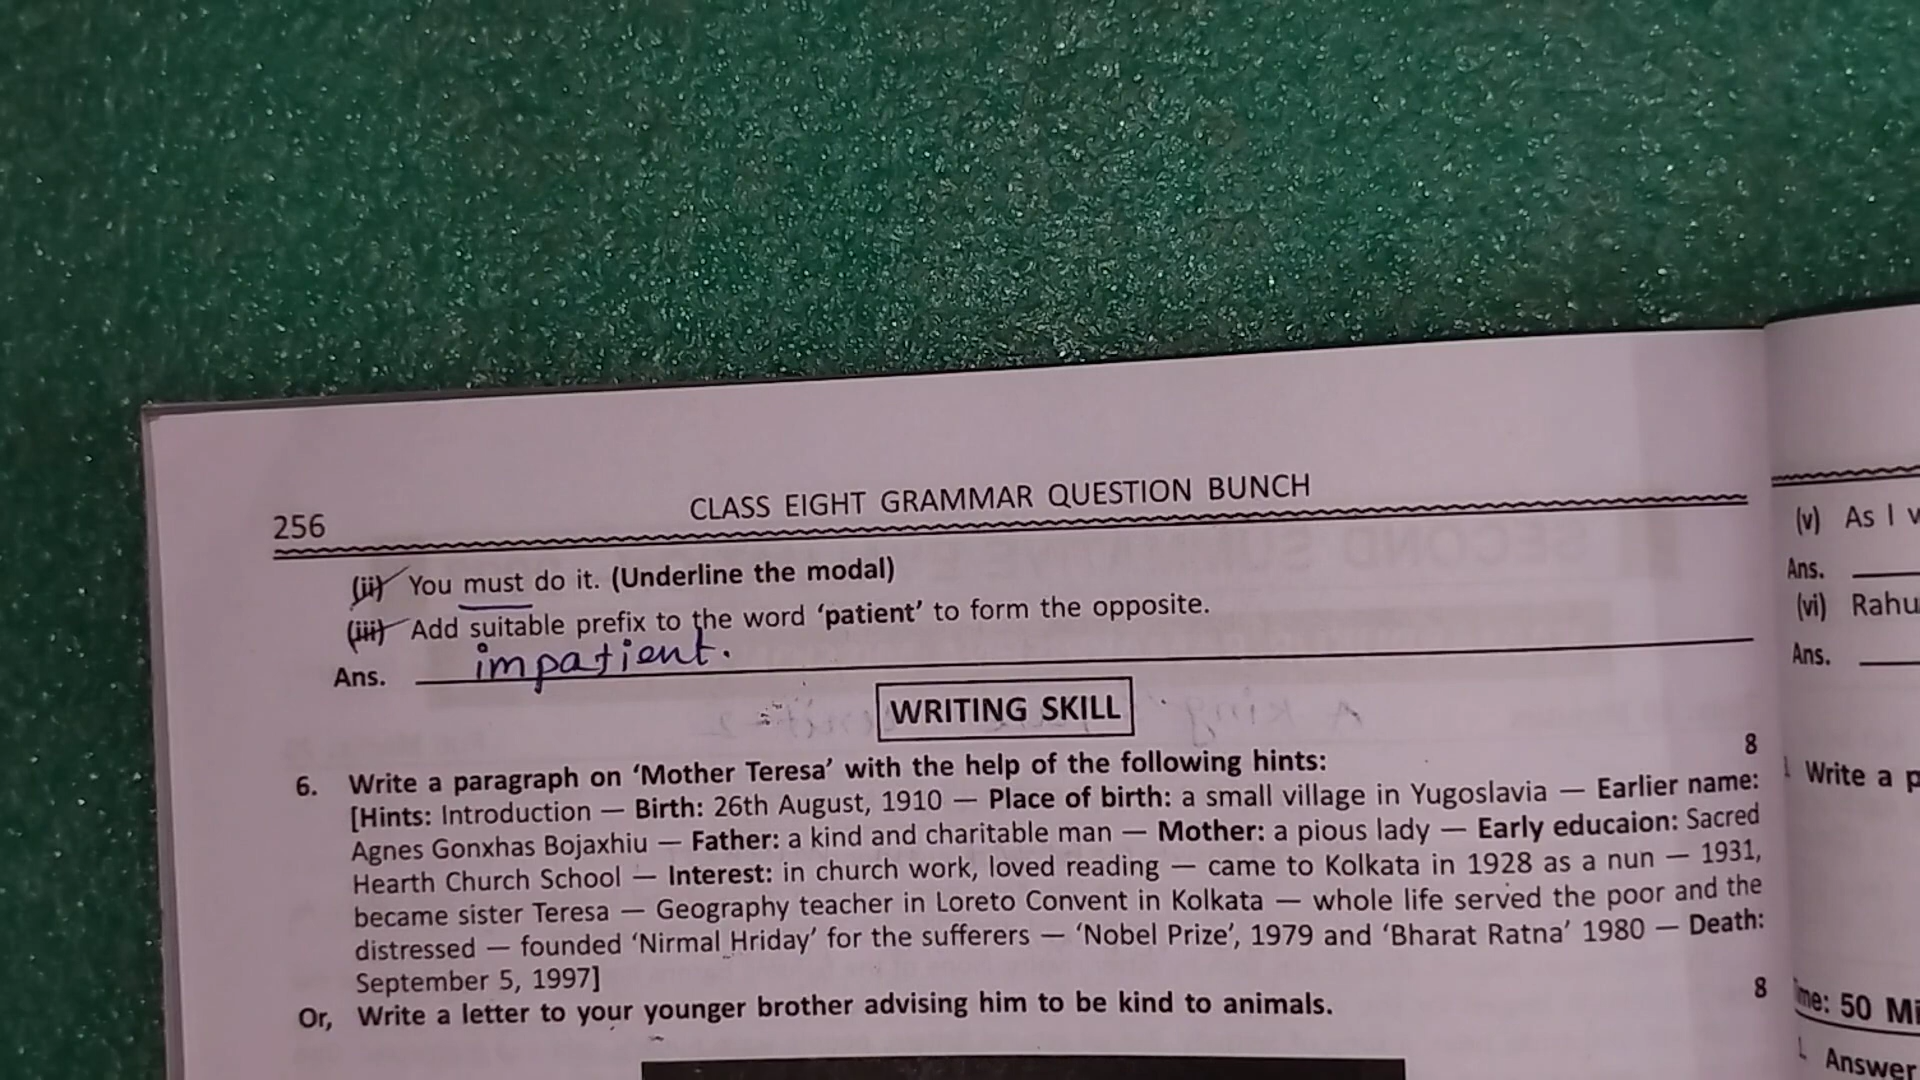 256
CLASS EIGHT GRAMMAR QUESTION BUNCH
(ii) You must do it. (Underline the modal)
(iii) Add suitable prefix to the word ‘patient’ to form the opposite.
Ans. impatient.
WRITING SKILL
6. Write a paragraph on ‘Mother Teresa’ with the help of the following hints: 8
[Hints: Introduction — Birth: 26th August, 1910 — Place of birth: a small village in Yugoslavia — Earlier name:
Agnes Gonxhas Bojaxhiu — Father: a kind and charitable man — Mother: a pious lady — Early educaion: Sacred
Hearth Church School — Interest: in church work, loved reading — came to Kolkata in 1928 as a nun — 1931,
became sister Teresa — Geography teacher in Loreto Convent in Kolkata — whole life served the poor and the
distressed — founded ‘Nirmal Hriday’ for the sufferers — ‘Nobel Prize’, 1979 and ‘Bharat Ratna’ 1980 — Death:
September 5, 1997]
Or, Write a letter to your younger brother advising him to be kind to animals. 8
(v) As I
Ans.
(vi) Rahu
Ans.
Write a p
me: 50 Mi
Answer